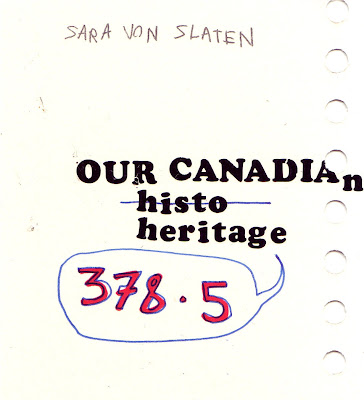 SARA VON SLATEN
OUR CANADIAn
histo
heritage
378.5